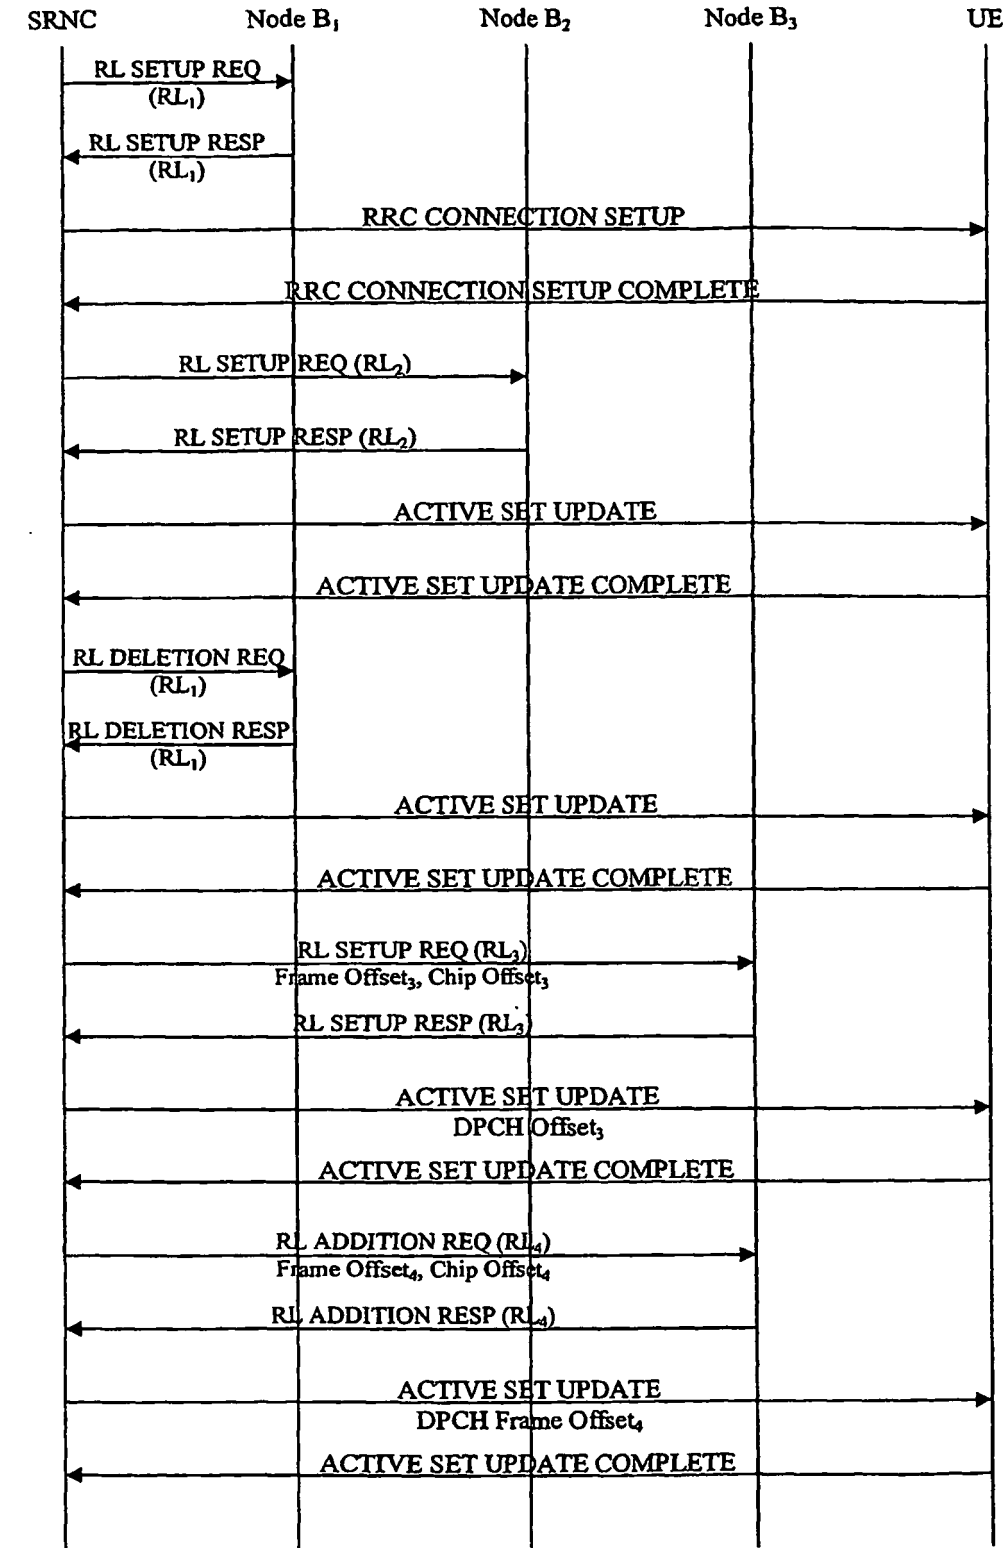 SRNC Node B₁ Node B₂ Node B₃ UE
RL SETUP REQ
(RL₁)
RL SETUP RESP
(RL₁)
RRC CONNECTION SETUP
RRC CONNECTION SETUP COMPLETE
RL SETUP REQ (RL₂)
RL SETUP RESP (RL₂)
ACTIVE SET UPDATE
ACTIVE SET UPDATE COMPLETE
RL DELETION REQ
(RL₁)
RL DELETION RESP
(RL₁)
ACTIVE SET UPDATE
ACTIVE SET UPDATE COMPLETE
RL SETUP REQ (RL₃)
Frame Offset₃, Chip Offset₃
RL SETUP RESP (RL₃)
ACTIVE SET UPDATE
DPCH Offset₃
ACTIVE SET UPDATE COMPLETE
RL ADDITION REQ (RL₄)
Frame Offset₄, Chip Offset₄
RL ADDITION RESP (RL₄)
ACTIVE SET UPDATE
DPCH Frame Offset₄
ACTIVE SET UPDATE COMPLETE